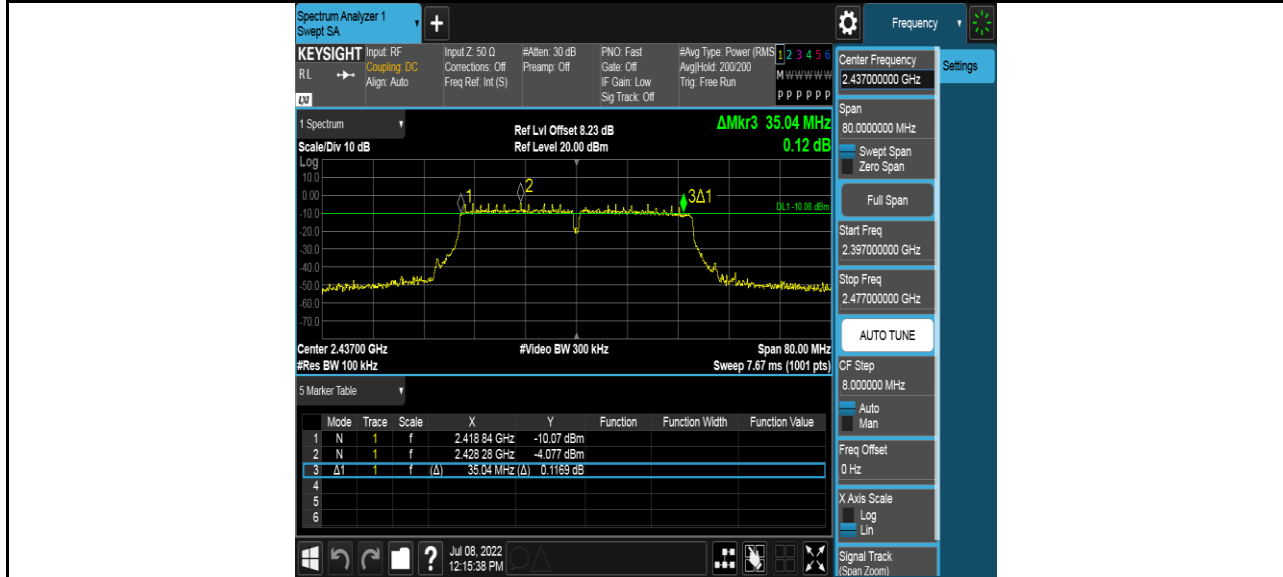 Spectrum Analyzer 1
Swept SA
+
Frequency
KEYSIGHT
RL
LXI
Input: RF
Coupling: DC
Align: Auto
Input Z: 50 Ω
Corrections: Off
Freq Ref: Int (S)
#Atten: 30 dB
Preamp: Off
PNO: Fast
Gate: Off
IF Gain: Low
Sig Track: Off
#Avg Type: Power (RMS
Avg|Hold: 200/200
Trig: Free Run
1 2 3 4 5 6
M W W W W W
P P P P P P
1 Spectrum
Scale/Div 10 dB
Ref Lvl Offset 8.23 dB
Ref Level 20.00 dBm
ΔMkr3 35.04 MHz
0.12 dB
Log
10.0
0.00
-10.0
-20.0
-30.0
-40.0
-50.0
-60.0
-70.0
1
2
3Δ1
DL1 -10.08 dBm
Center 2.43700 GHz
#Video BW 300 kHz
Span 80.00 MHz
#Res BW 100 kHz
Sweep 7.67 ms (1001 pts)
5 Marker Table
Mode Trace Scale X Y Function Function Width Function Value
1 N 1 f 2.418 84 GHz -10.07 dBm
2 N 1 f 2.428 28 GHz -4.077 dBm
3 Δ1 1 f (Δ) 35.04 MHz (Δ) 0.1169 dB
4
5
6
?
Jul 08, 2022
12:15:38 PM
Center Frequency
2.437000000 GHz
Settings
Span
80.0000000 MHz
Swept Span
Zero Span
Full Span
Start Freq
2.397000000 GHz
Stop Freq
2.477000000 GHz
AUTO TUNE
CF Step
8.000000 MHz
Auto
Man
Freq Offset
0 Hz
X Axis Scale
Log
Lin
Signal Track
(Span Zoom)